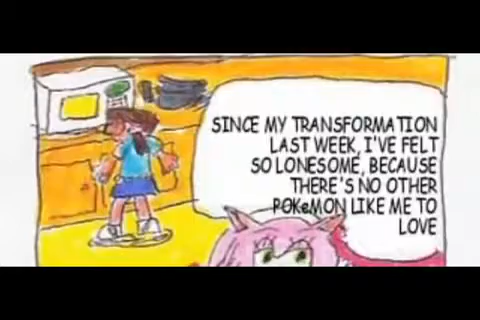 SINCE MY TRANSFORMATION
LAST WEEK, I'VE FELT
SO LONESOME, BECAUSE
THERE'S NO OTHER
POKeMON LIKE ME TO
LOVE